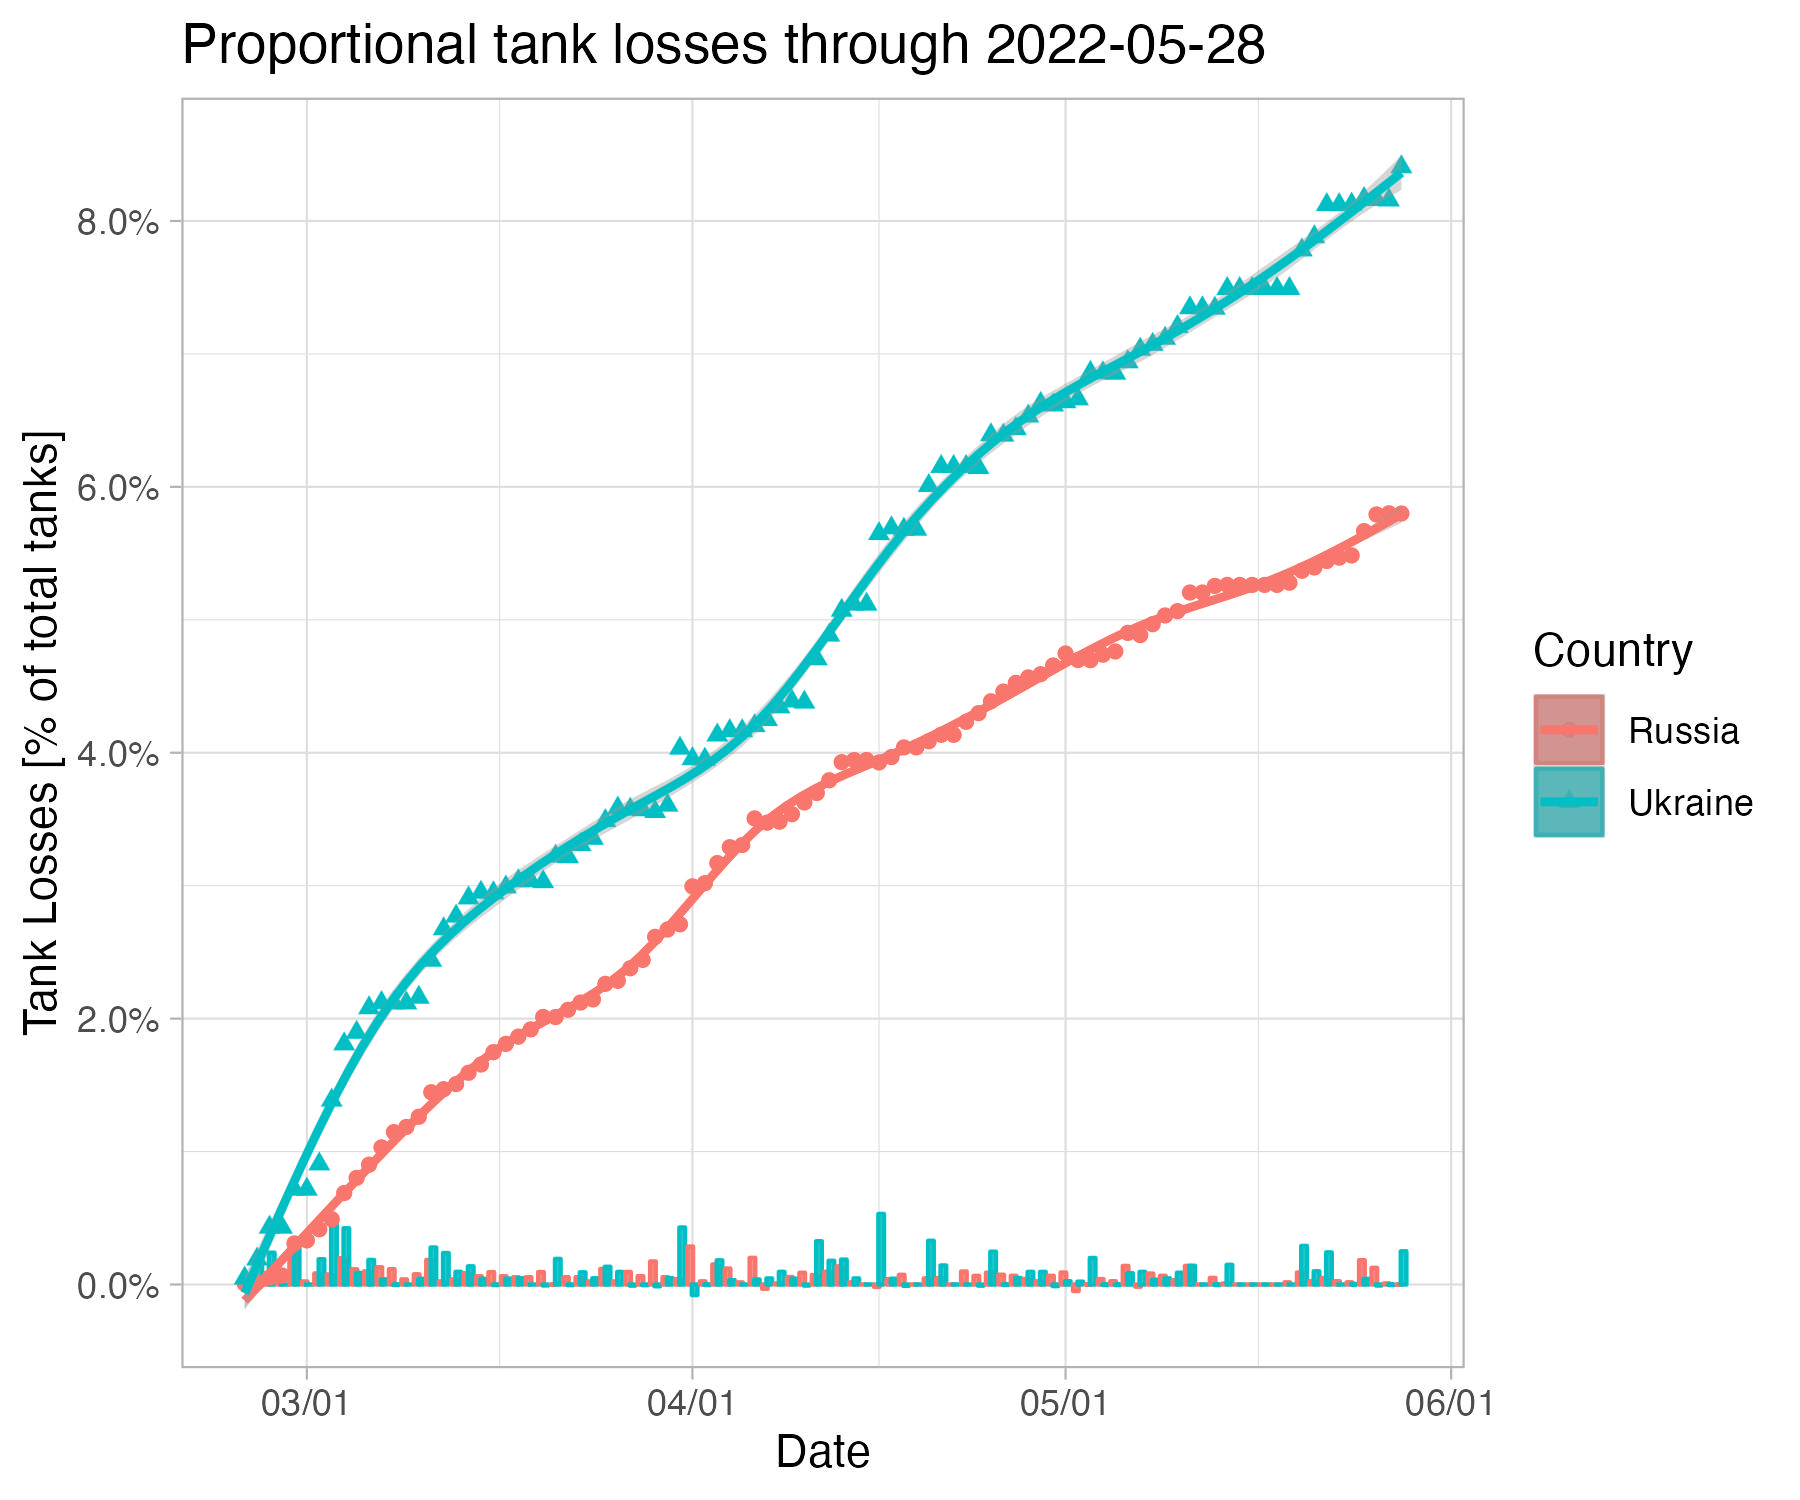 Proportional tank losses through 2022-05-28
Tank Losses [% of total tanks]
8.0%
6.0%
4.0%
2.0%
0.0%
03/01
04/01
05/01
06/01
Date
Country
Russia
Ukraine